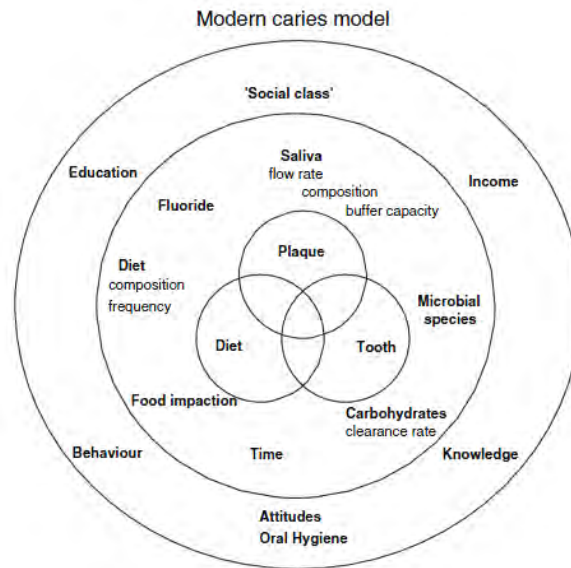 Modern caries model
'Social class'
Education
Income
Saliva
flow rate
composition
buffer capacity
Fluoride
Plaque
Diet
composition
frequency
Microbial
species
Diet
Tooth
Food impaction
Carbohydrates
clearance rate
Behaviour
Time
Knowledge
Attitudes
Oral Hygiene